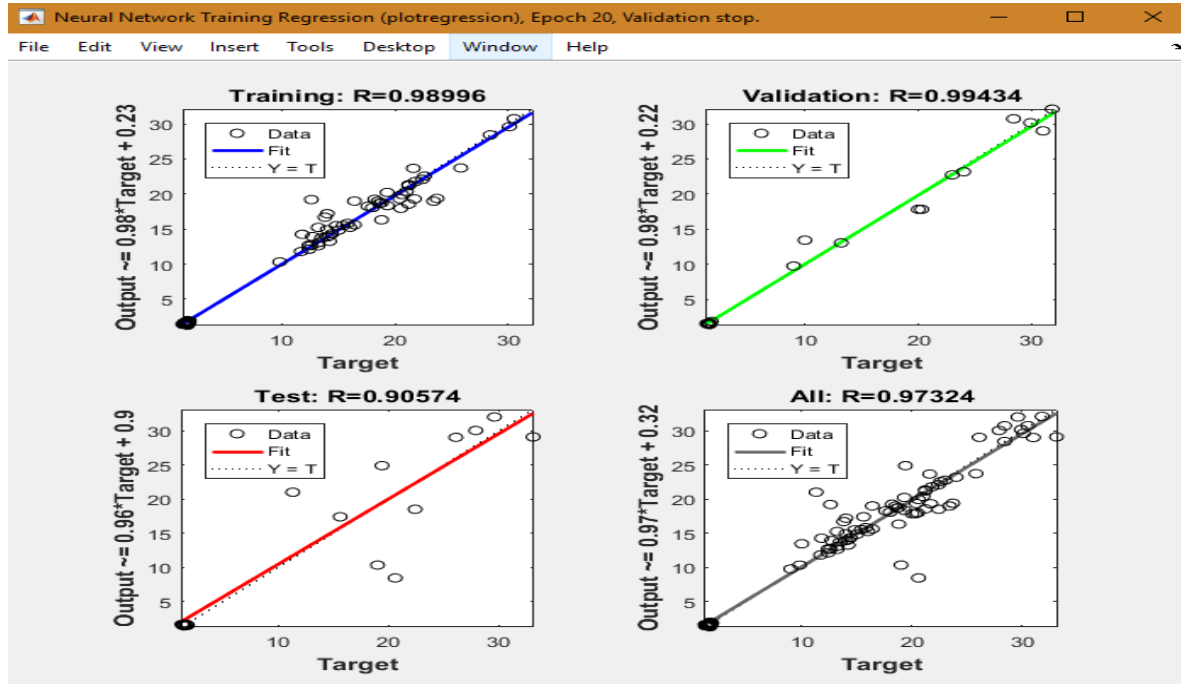 Neural Network Training Regression (plotregression), Epoch 20, Validation stop.
File Edit View Insert Tools Desktop Window Help
Training: R=0.98996
Output ~= 0.98*Target + 0.23
30
25
20
15
10
5
Data
Fit
Y = T
10 20 30
Target
Validation: R=0.99434
Output ~= 0.98*Target + 0.22
30
25
20
15
10
5
Data
Fit
Y = T
10 20 30
Target
Test: R=0.90574
Output ~= 0.96*Target + 0.9
30
25
20
15
10
5
Data
Fit
Y = T
10 20 30
Target
All: R=0.97324
Output ~= 0.97*Target + 0.32
30
25
20
15
10
5
Data
Fit
Y = T
10 20 30
Target